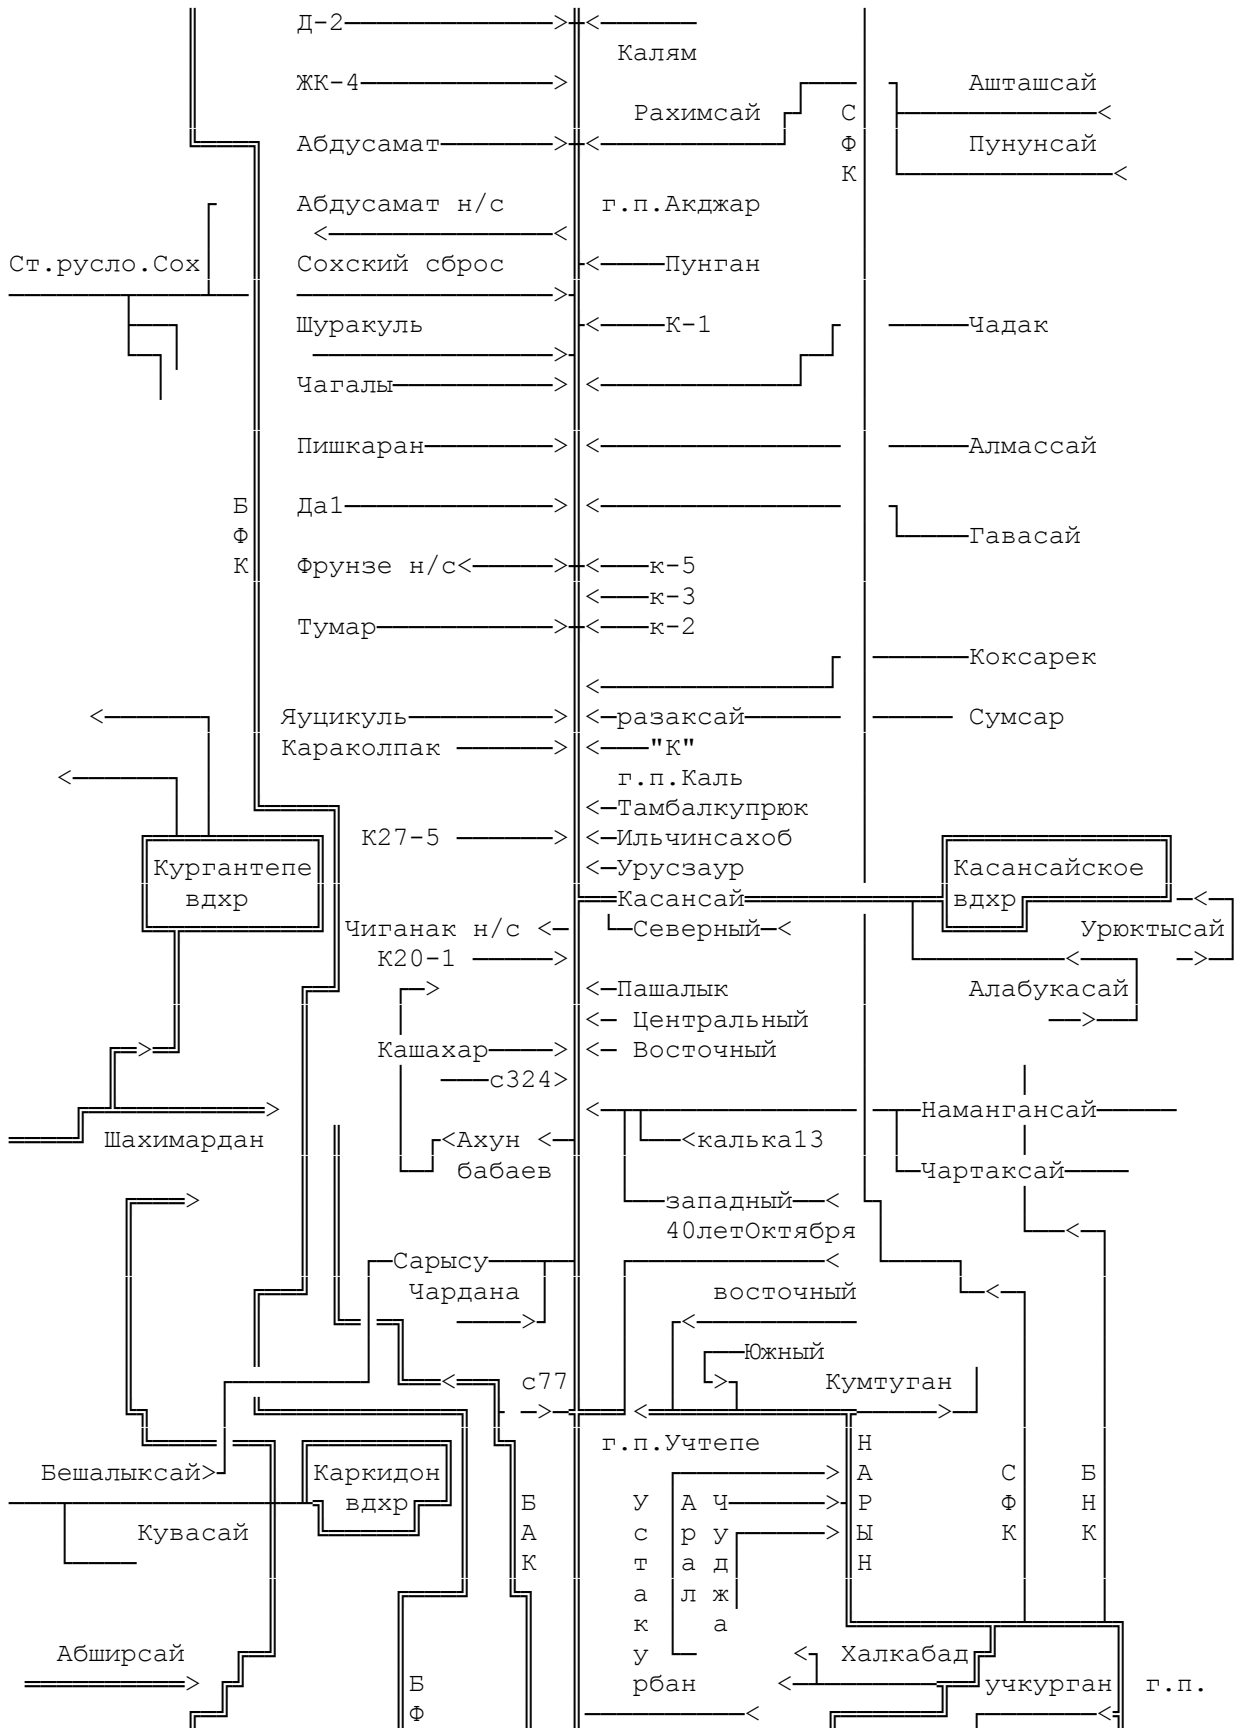 Д-2
Калям
ЖК-4 Ашташсай
Рахимсай С
Абдусамат Ф Пунунсай
К
Абдусамат н/с г.п.Акджар
Ст.русло.Сох Сохский сброс Пунган
Шуракуль К-1 Чадак
Чагалы
Пишкаран Алмассай
Б Да1
Ф Гавасай
К Фрунзе н/с к-5
к-3
Тумар к-2
Коксарек
Яуцикуль разаксай Сумсар
Караколпак "К"
г.п.Каль
Тамбалкупрюк
К27-5 Ильчинсахоб
Кургантепе Урусзаур Касансайское
вдхр Касансай вдхр
Чиганак н/с Северный Урюктысай
К20-1
Пашалык Алабукасай
Центральный
Кашахар Восточный
с324
Намангансай
Шахимардан Ахун калька13
бабаев Чартаксай
западный
40летОктября
Сарысу
Чардана восточный
Южный
с77 Кумтуган
г.п.Учтепе Н
Бешалыксай Каркидон А С Б
вдхр Б У А Ч Р Ф Н
Кувасай А с р у Ы К К
К т а д Н
а л ж
к а
Абширсай у Халкабад
Б рбан учкурган г.п.
Ф